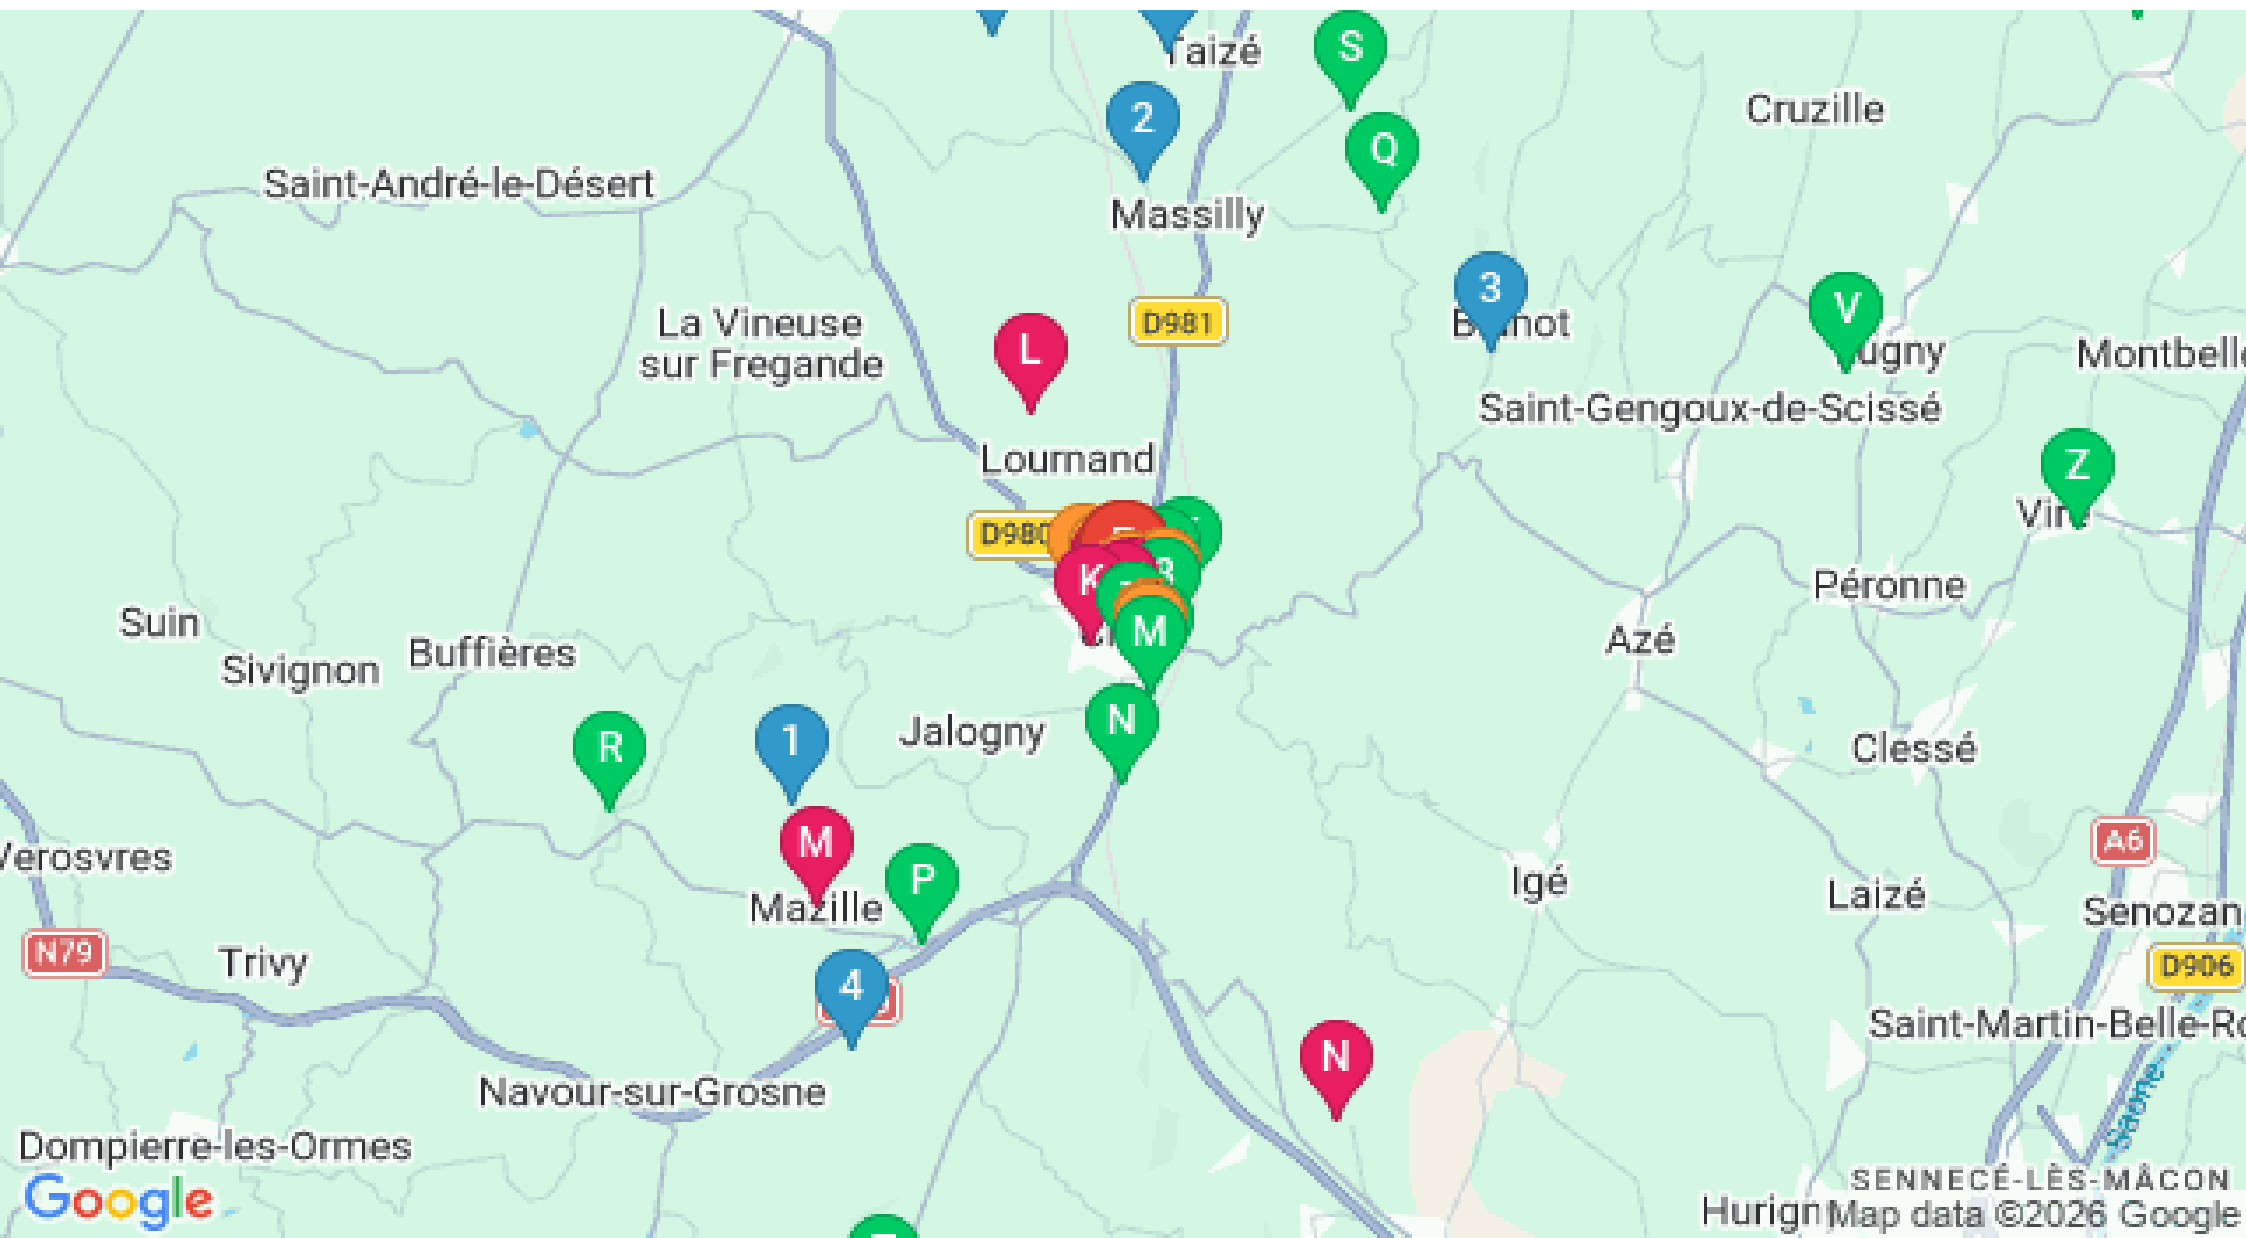 Taizé
S
Cruzille
2
Q
Saint-André-le-Désert
Massilly
3
V
La Vineuse
sur Fregande
D981
L
Saint-Gengoux-de-Scissé
Lournand
Z
D980
K
Péronne
Suin
M
Azé
Buffières
Sivignon
N
Jalogny
R
1
Clessé
M
A6
Verosvres
P
Igé
Laizé
Mazille
N79
Trivy
D906
4
Saint-Martin-Belle-Ro
N
Navour-sur-Grosne
Saône
Dompierre-les-Ormes
SENNECÉ-LÈS-MÂCON
Google
Map data ©2026 Google